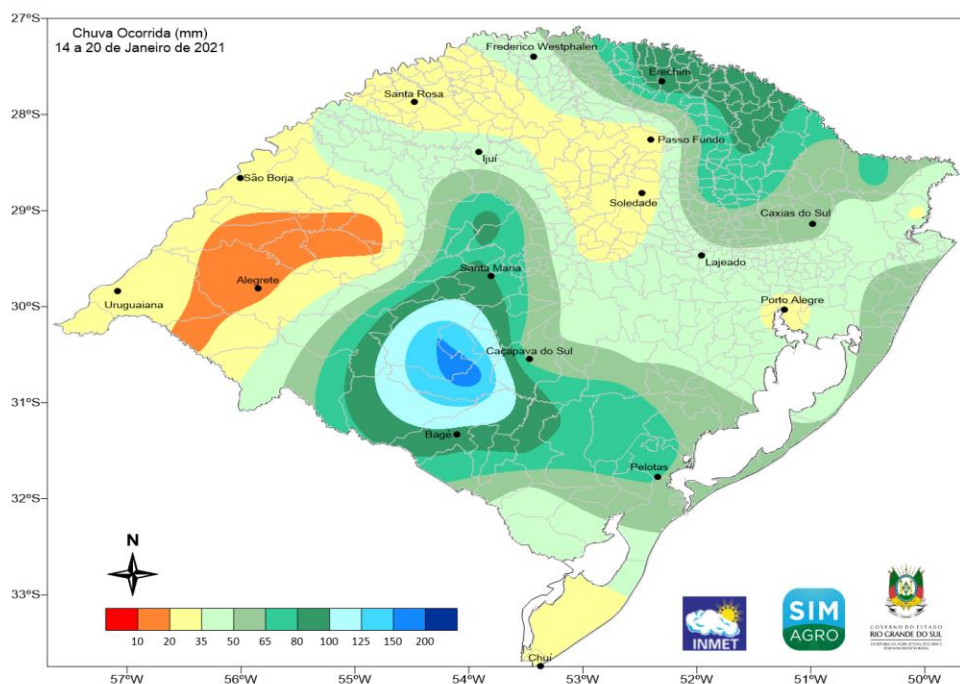 Chuva Ocorrida (mm)
14 a 20 de Janeiro de 2021
27°S
28°S
29°S
30°S
31°S
32°S
33°S
Frederico Westphalen
Erechim
Santa Rosa
Passo Fundo
Ijuí
São Borja
Soledade
Caxias do Sul
Lajeado
Santa Maria
Alegrete
Uruguaiana
Porto Alegre
Caçapava do Sul
Bagé
Pelotas
Chuí
N
10 20 35 50 65 80 100 125 150 200
INMET
SIM
AGRO
GOVERNO DO ESTADO
RIO GRANDE DO SUL
57°W 56°W 55°W 54°W 53°W 52°W 51°W 50°W